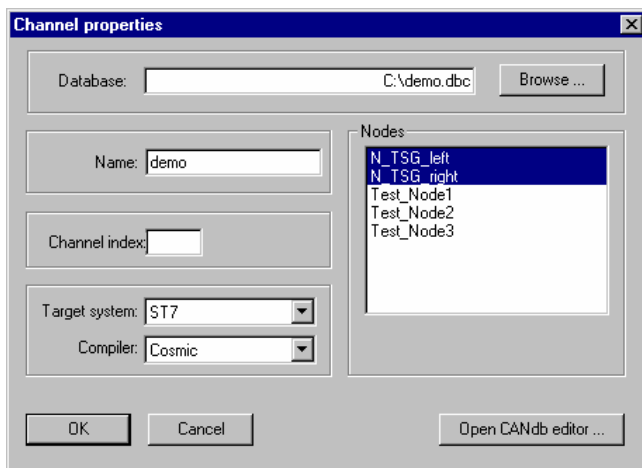 Channel properties
Database: C:\demo.dbc Browse ...
Name: demo
Channel index:
Target system: ST7
Compiler: Cosmic
Nodes
N_TSG_left
N_TSG_right
Test_Node1
Test_Node2
Test_Node3
OK Cancel Open CANdb editor ...